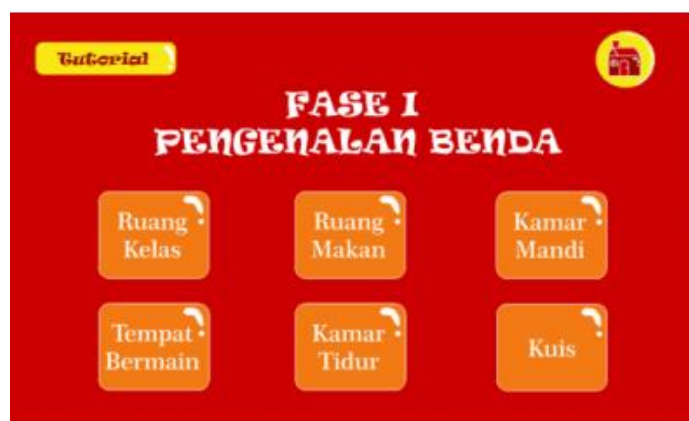 Tutorial
FASE I
PENGENALAN BENDA
Ruang
Kelas
Ruang
Makan
Kamar
Mandi
Tempat
Bermain
Kamar
Tidur
Kuis